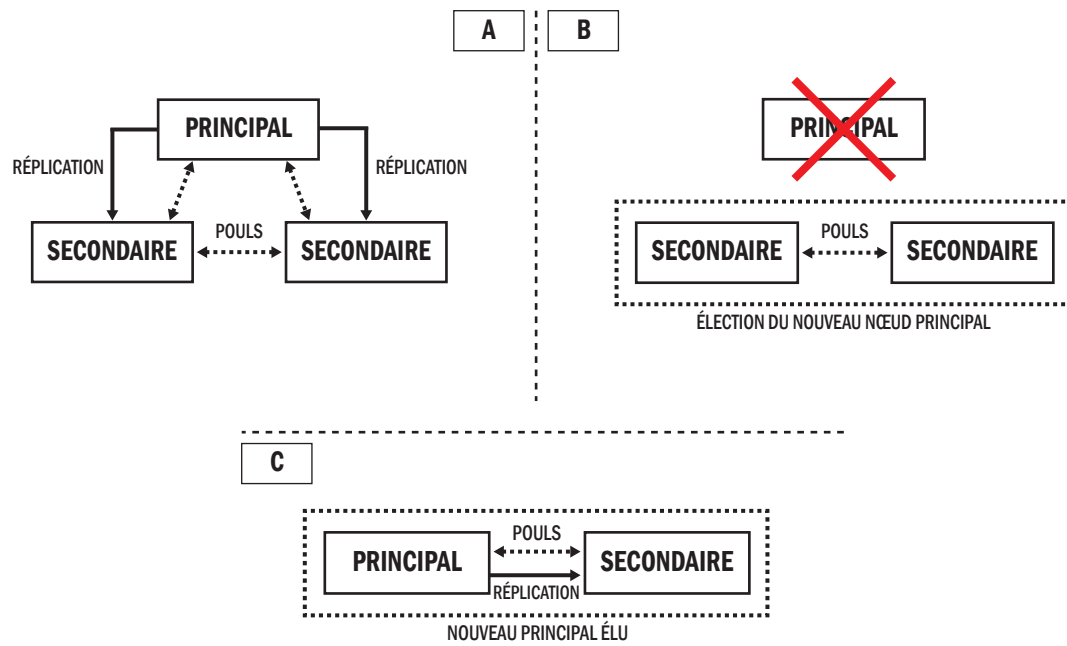 A
B
PRINCIPAL
RÉPLICATION
RÉPLICATION
SECONDAIRE
POULS
SECONDAIRE
PRINCIPAL
SECONDAIRE
POULS
SECONDAIRE
ÉLECTION DU NOUVEAU NŒUD PRINCIPAL
C
PRINCIPAL
POULS
RÉPLICATION
SECONDAIRE
NOUVEAU PRINCIPAL ÉLU